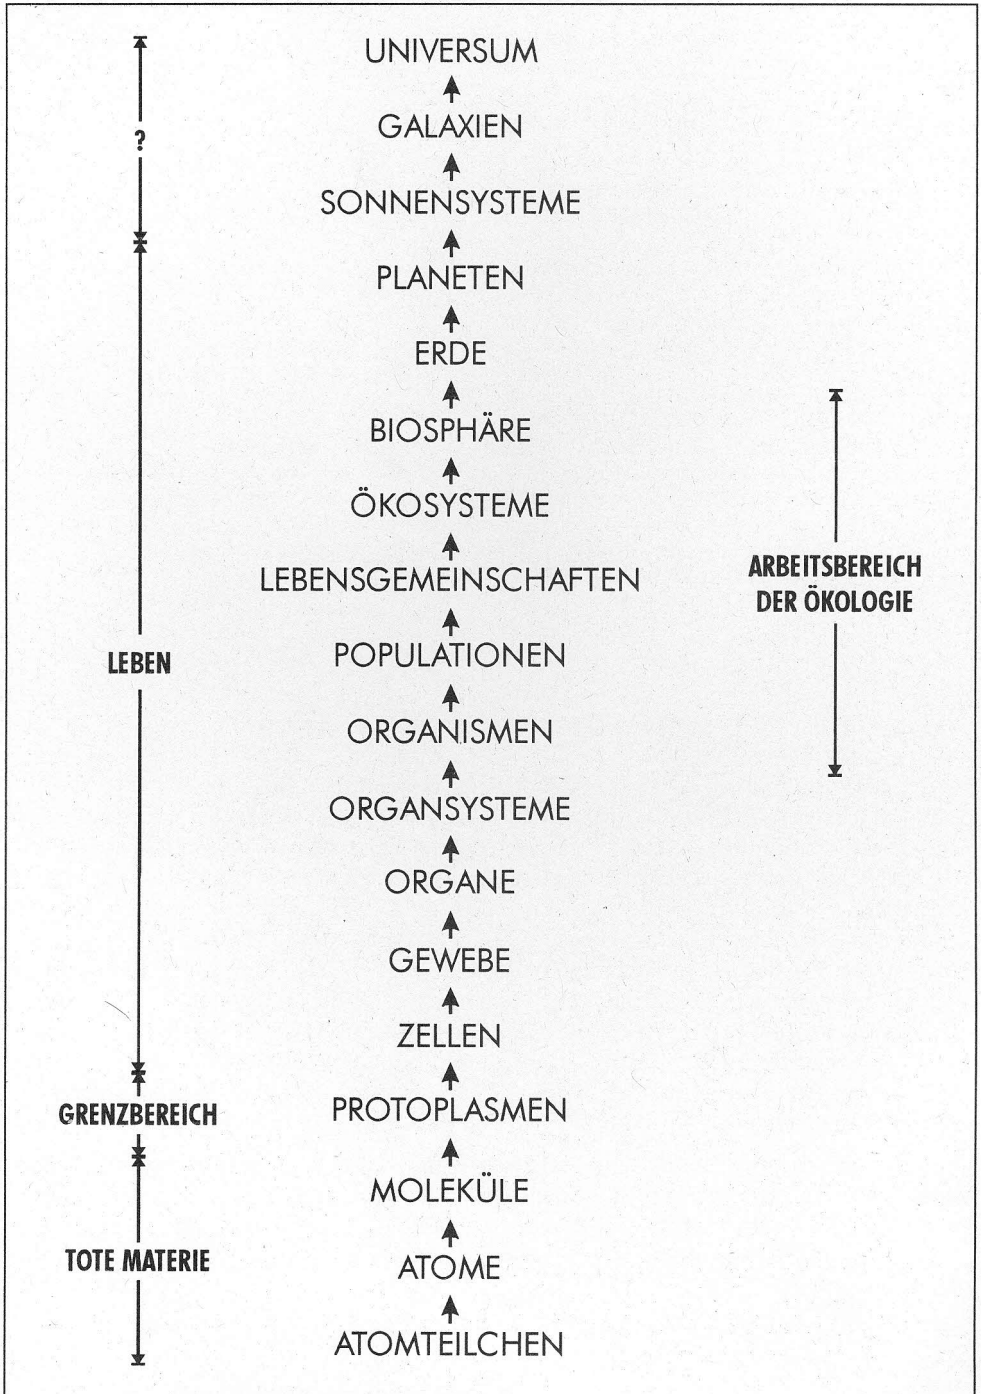 UNIVERSUM
GALAXIEN
?
SONNENSYSTEME
PLANETEN
ERDE
BIOSPHÄRE
ÖKOSYSTEME
LEBENSGEMEINSCHAFTEN
ARBEITSBEREICH
DER ÖKOLOGIE
POPULATIONEN
LEBEN
ORGANISMEN
ORGANSYSTEME
ORGANE
GEWEBE
ZELLEN
PROTOPLASMEN
GRENZBEREICH
MOLEKÜLE
TOTE MATERIE
ATOME
ATOMTEILCHEN